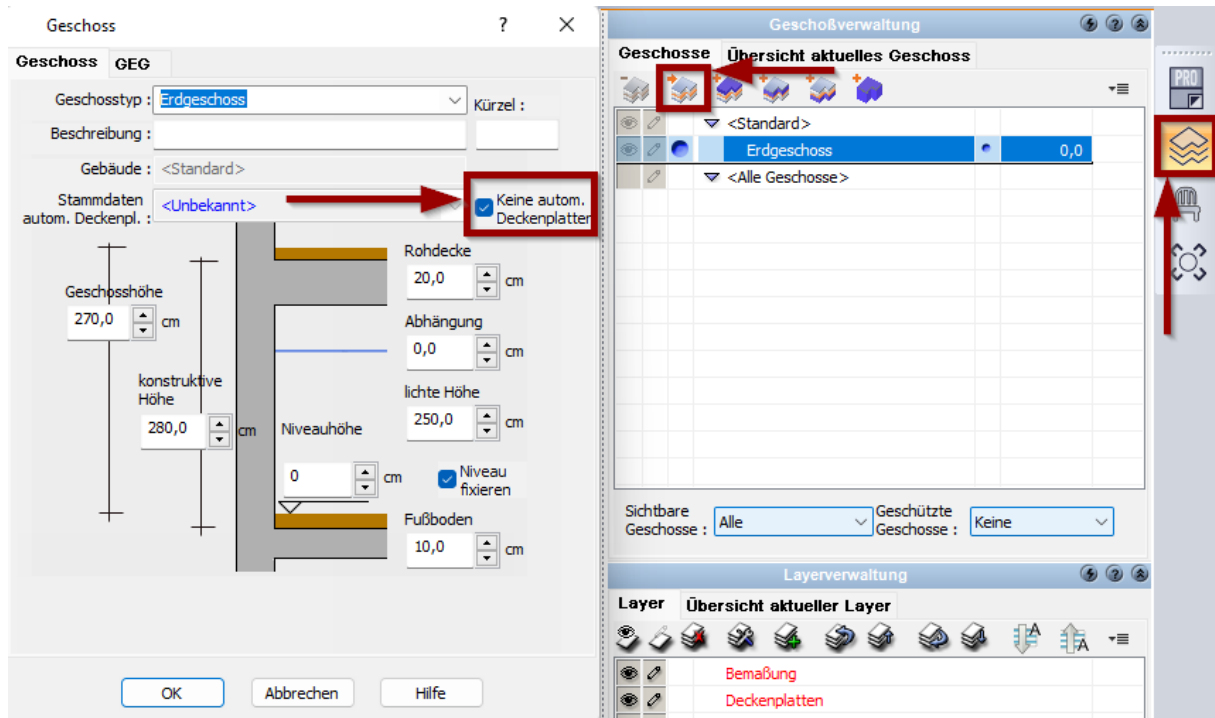 Geschoss ? ×
Geschoss GEG
Geschosstyp : Erdgeschoss Kürzel :
Beschreibung :
Gebäude : <Standard>
Stammdaten
autom. Deckenpl. : <Unbekannt>
Keine autom.
Deckenplatten
Rohdecke
20,0 cm
Geschosshöhe
270,0 cm
Abhängung
0,0 cm
konstruktive
Höhe
280,0 cm
lichte Höhe
250,0 cm
Niveauhöhe
0 cm
Niveau
fixieren
Fußboden
10,0 cm
OK Abbrechen Hilfe
Geschoßverwaltung
Geschosse Übersicht aktuelles Geschoss
<Standard>
Erdgeschoss 0,0
<Alle Geschosse>
Sichtbare
Geschosse : Alle
Geschützte
Geschosse : Keine
Layerverwaltung
Layer Übersicht aktueller Layer
Bemaßung
Deckenplatten
PRO